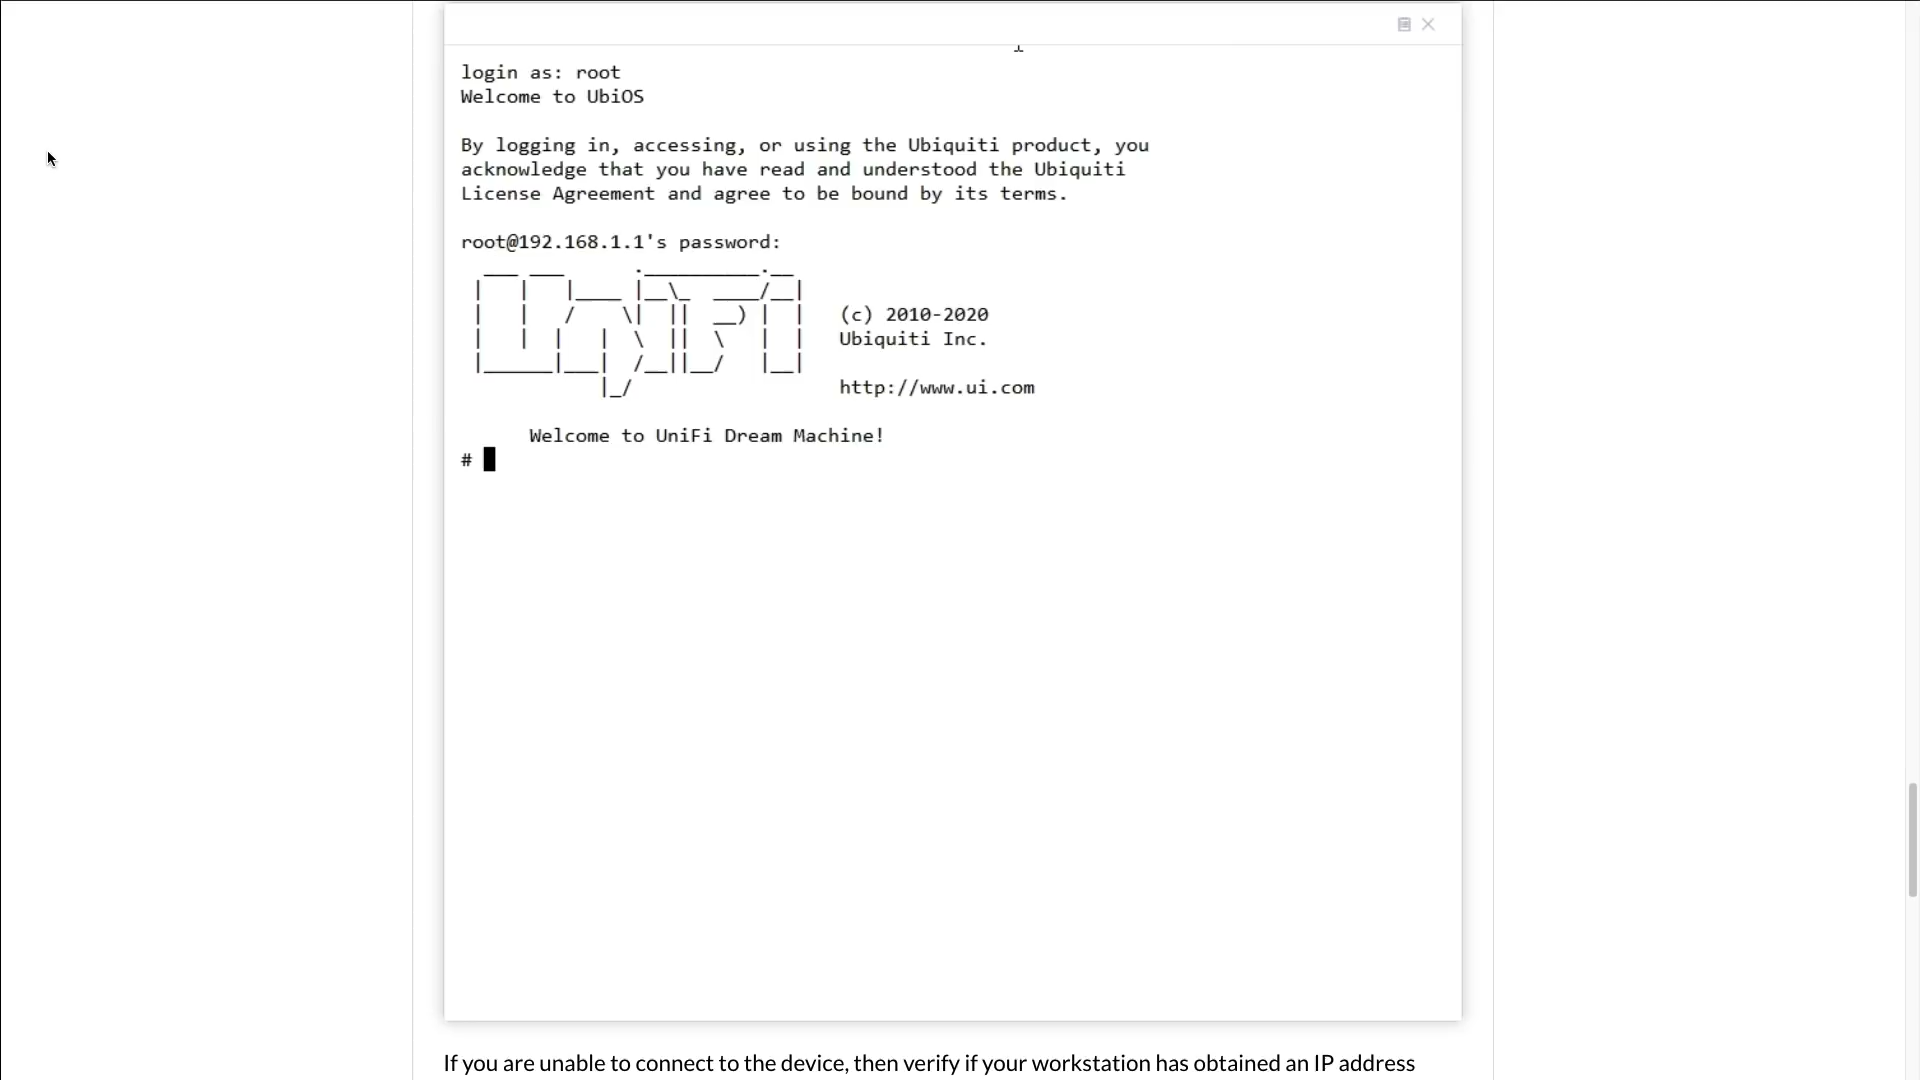 login as: root
Welcome to UbiOS
By logging in, accessing, or using the Ubiquiti product, you
acknowledge that you have read and understood the Ubiquiti
License Agreement and agree to be bound by its terms.
root@192.168.1.1's password:
UniFi
(c) 2010-2020
Ubiquiti Inc.
http://www.ui.com
Welcome to UniFi Dream Machine!
#
If you are unable to connect to the device, then verify if your workstation has obtained an IP address